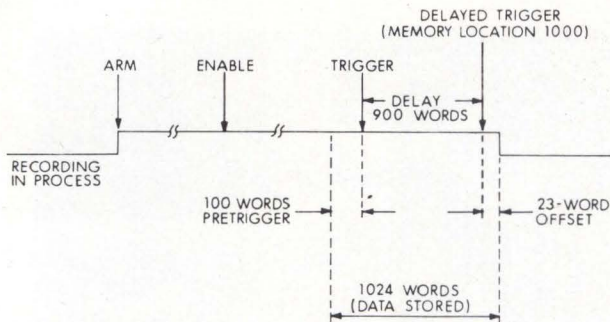 DELAYED TRIGGER
(MEMORY LOCATION 1000)
ARM
ENABLE
TRIGGER
DELAY
900 WORDS
RECORDING
IN PROCESS
100 WORDS
PRETRIGGER
23-WORD
OFFSET
1024 WORDS
(DATA STORED)